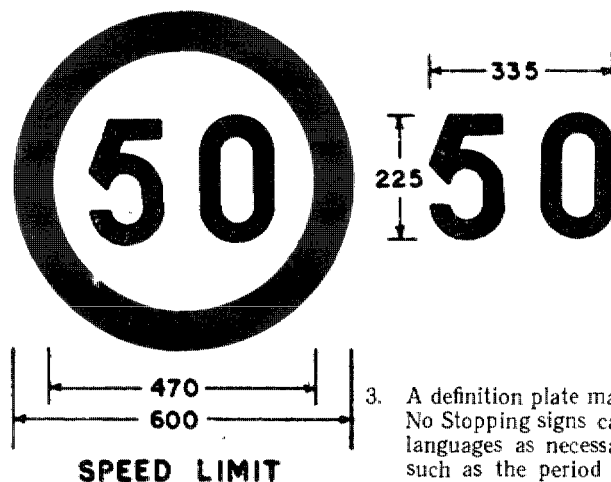 50
335
50
225
470
600
SPEED LIMIT
3. A definition plate ma
No Stopping signs ca
languages as necessa
such as the period